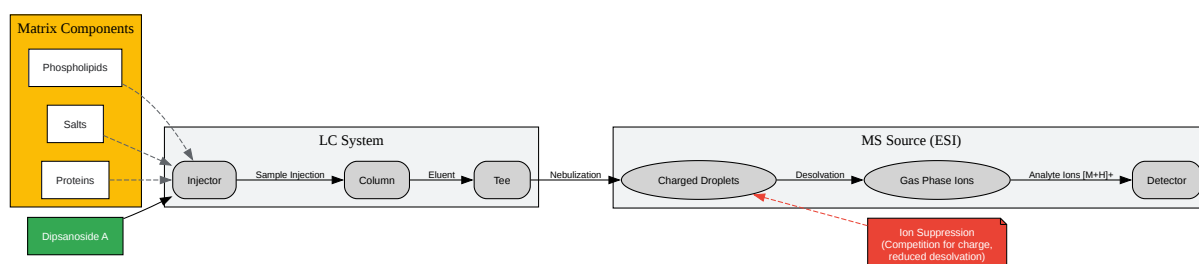 Matrix Components
Phospholipids
Salts
Proteins
Dipsanoside A
LC System
Injector
Sample Injection
Column
Eluent
Tee
Nebulization
MS Source (ESI)
Charged Droplets
Desolvation
Gas Phase Ions
Analyte Ions [M+H]+
Detector
Ion Suppression
(Competition for charge,
reduced desolvation)